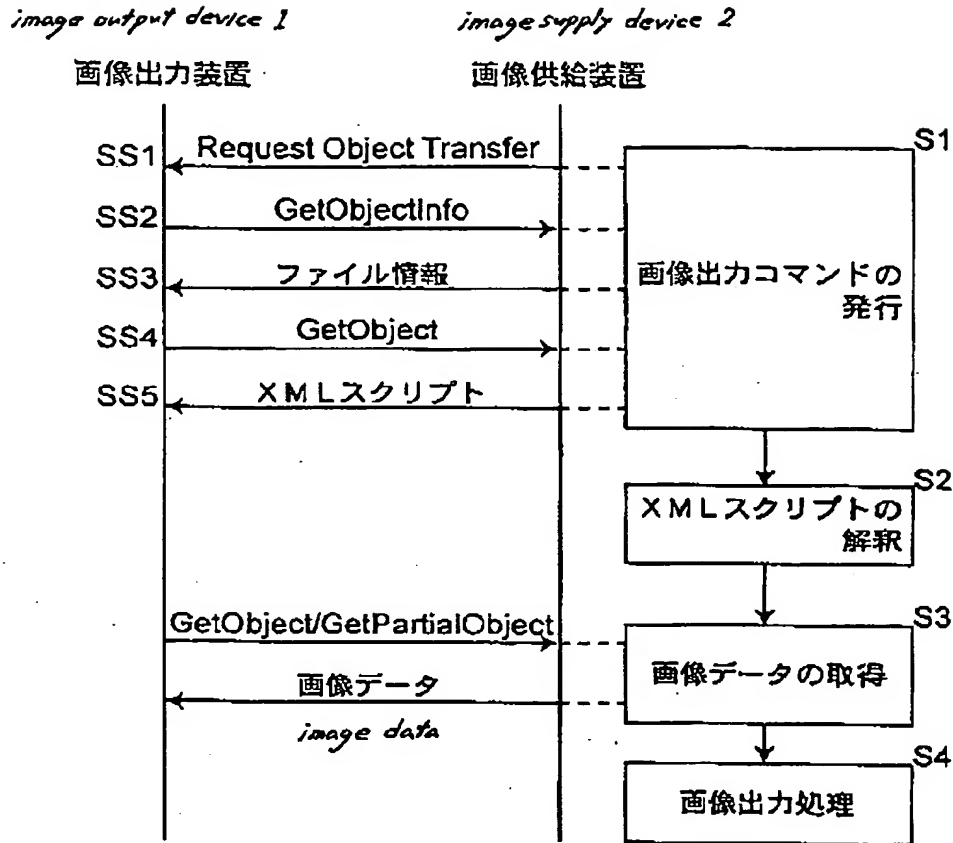 image output device 1
image supply device 2
画像出力装置
画像供給装置
S1
SS1
Request Object Transfer
SS2
GetObjectInfo
SS3
ファイル情報
画像出力コマンドの
発行
SS4
GetObject
SS5
XMLスクリプト
S2
XMLスクリプトの
解釈
S3
GetObject/GetPartialObject
画像データの取得
画像データ
image data
S4
画像出力処理